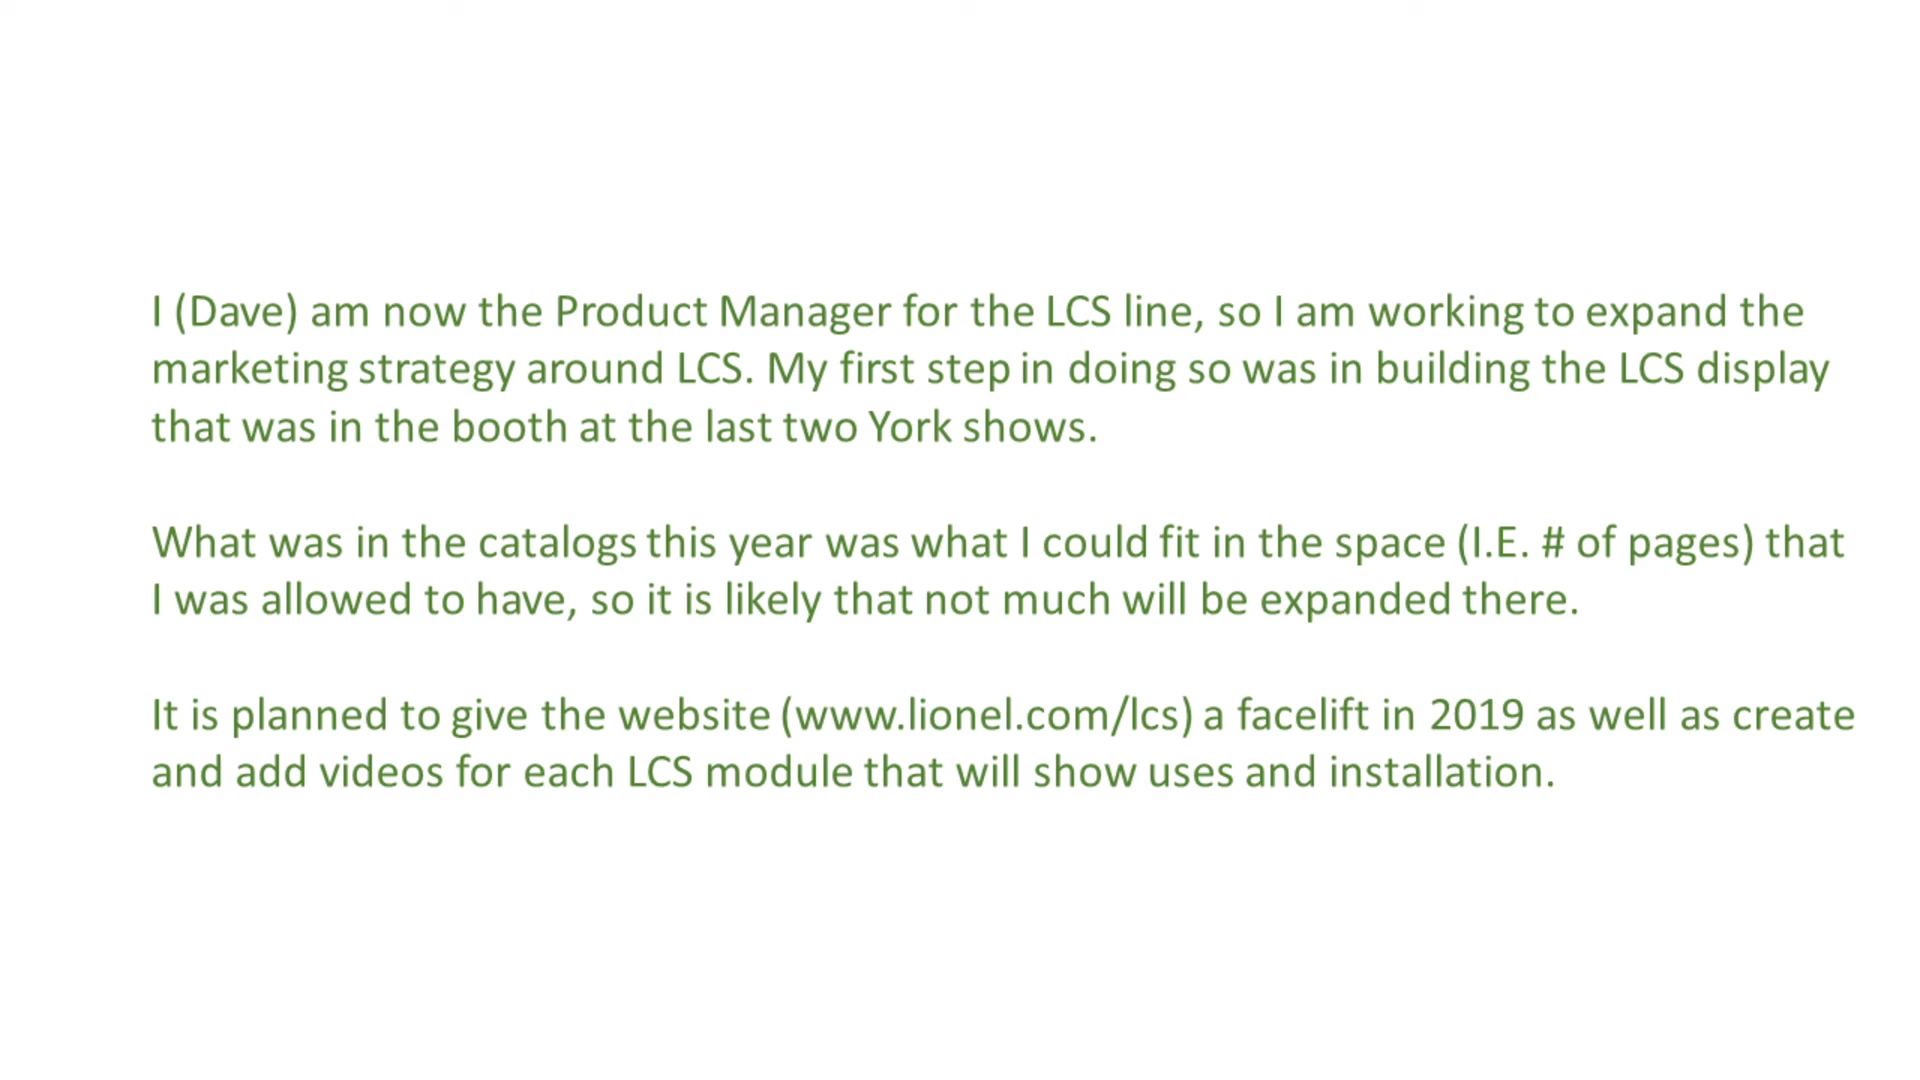 I (Dave) am now the Product Manager for the LCS line, so I am working to expand the
marketing strategy around LCS. My first step in doing so was in building the LCS display
that was in the booth at the last two York shows.
What was in the catalogs this year was what I could fit in the space (I.E. # of pages) that
I was allowed to have, so it is likely that not much will be expanded there.
It is planned to give the website (www.lionel.com/lcs) a facelift in 2019 as well as create
and add videos for each LCS module that will show uses and installation.